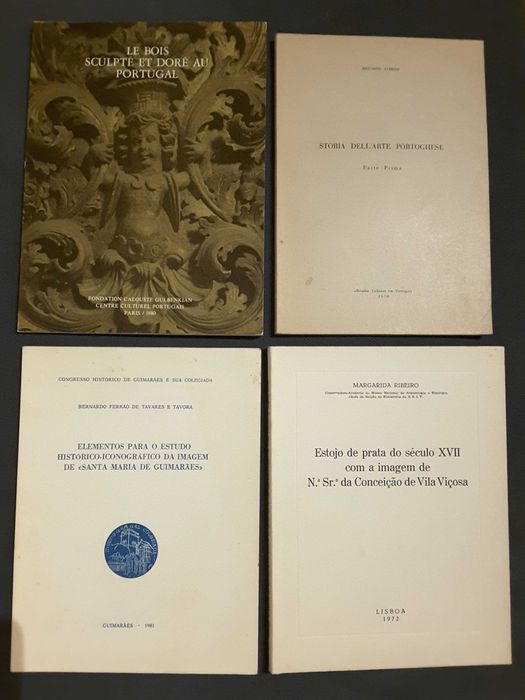 LE BOIS
SCULPTÉ ET DORÉ AU
PORTUGAL
FONDATION CALOUSTE GULBENKIAN
CENTRE CULTUREL PORTUGAIS
PARIS / 1980
STORIA DELL'ARTE PORTOGHESE
Parte Prima
CONGRESSO HISTÓRICO DE GUIMARÃES E SUA COLEGIADA
BERNARDO FERRÃO DE TAVARES E TÁVORA
ELEMENTOS PARA O ESTUDO
HISTÓRICO-ICONOGRÁFICO DA IMAGEM
DE «SANTA MARIA DE GUIMARÃES»
GUIMARÃES - 1981
MARGARIDA RIBEIRO
Estojo de prata do século XVII
com a imagem de
N.ª Sr.ª da Conceição de Vila Viçosa
LISBOA
1972